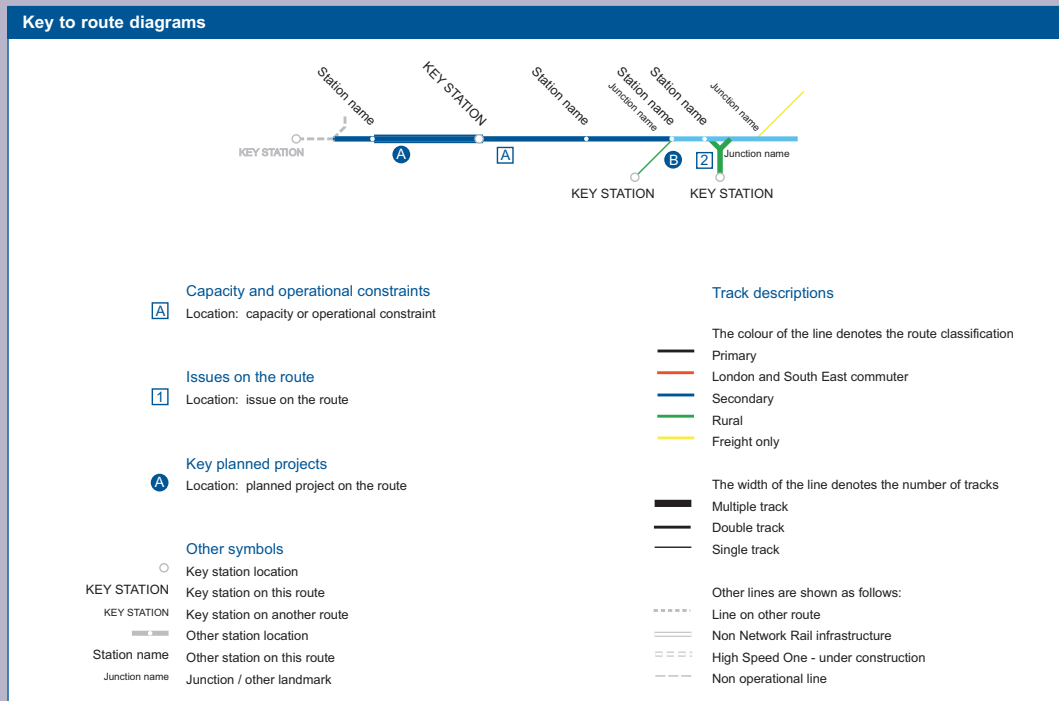 Key to route diagrams
Station name
KEY STATION
Station name
Station name
Junction name
Station name
Junction name
KEY STATION
A
A
B
2
Junction name
KEY STATION
KEY STATION
Capacity and operational constraints
A
Location: capacity or operational constraint
Issues on the route
1
Location: issue on the route
Key planned projects
A
Location: planned project on the route
Other symbols
Key station location
KEY STATION
Key station on this route
KEY STATION
Key station on another route
Other station location
Station name
Other station on this route
Junction name
Junction / other landmark
Track descriptions
The colour of the line denotes the route classification
Primary
London and South East commuter
Secondary
Rural
Freight only
The width of the line denotes the number of tracks
Multiple track
Double track
Single track
Other lines are shown as follows:
Line on other route
Non Network Rail infrastructure
High Speed One - under construction
Non operational line